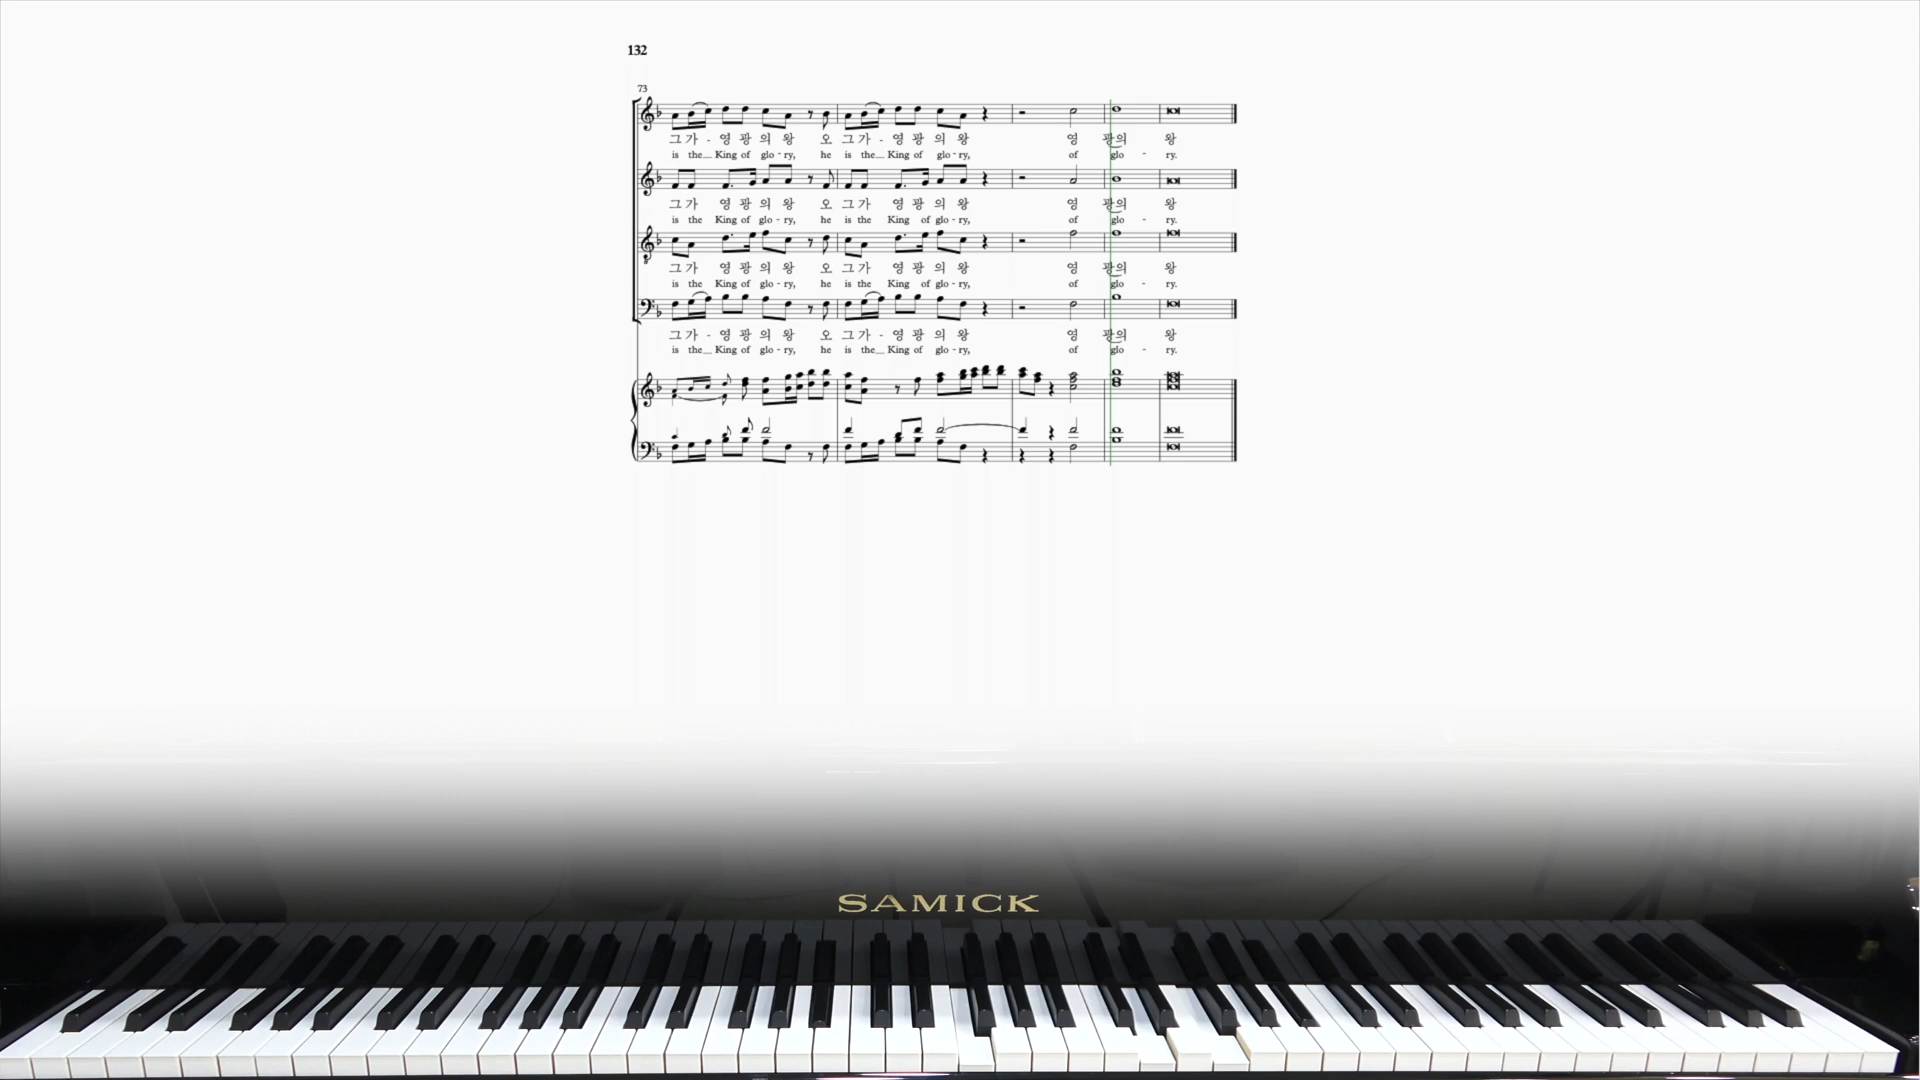 132
73
그 가 - 영 광 의 왕 오 그 가 - 영 광 의 왕 영 광의 왕
is the King of glo - ry, he is the King of glo - ry, of glo - ry.
그 가 영 광 의 왕 오 그 가 영 광 의 왕 영 광의 왕
is the King of glo - ry, he is the King of glo - ry, of glo - ry.
그 가 영 광 의 왕 오 그 가 영 광 의 왕 영 광의 왕
is the King of glo - ry, he is the King of glo - ry, of glo - ry.
그 가 - 영 광 의 왕 오 그 가 - 영 광 의 왕 영 광의 왕
is the King of glo - ry, he is the King of glo - ry, of glo - ry.
SAMICK